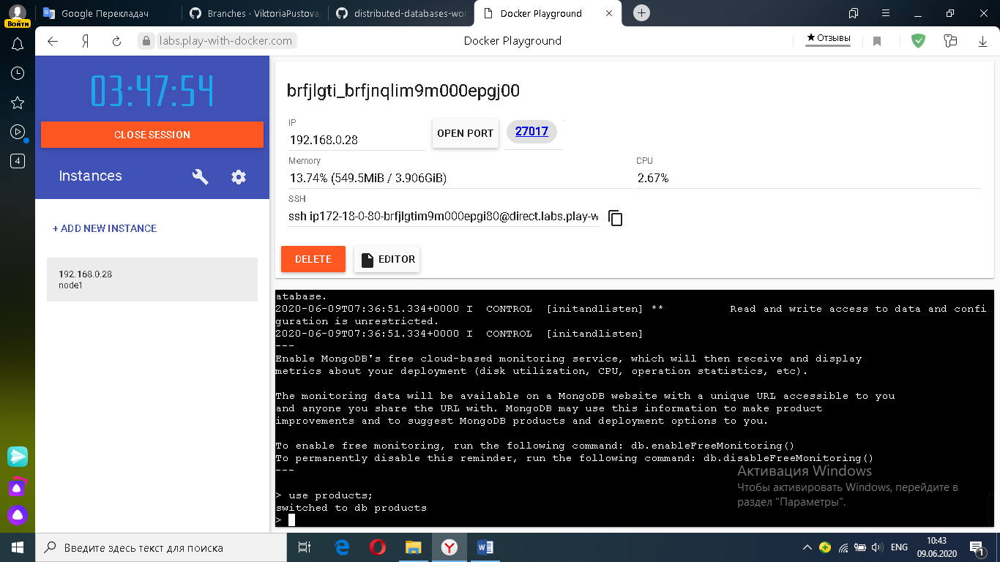 Войти
Google Перекладач
Branches · ViktoriaPustova
distributed-databases-wor
Docker Playground
labs.play-with-docker.com
Docker Playground
★ Отзывы
4
03:47:54
CLOSE SESSION
Instances
+ ADD NEW INSTANCE
192.168.0.28
node1
brfjlgti_brfjnqlim9m000epgj00
IP
192.168.0.28
OPEN PORT
27017
Memory
13.74% (549.5MiB / 3.906GiB)
CPU
2.67%
SSH
ssh ip172-18-0-80-brfjlgtim9m000epgi80@direct.labs.play-w
DELETE
EDITOR
atabase.
2020-06-09T07:36:51.334+0000 I  CONTROL  [initandlisten] **          Read and write access to data and confi
guration is unrestricted.
2020-06-09T07:36:51.334+0000 I  CONTROL  [initandlisten]
---
Enable MongoDB's free cloud-based monitoring service, which will then receive and display
metrics about your deployment (disk utilization, CPU, operation statistics, etc).
The monitoring data will be available on a MongoDB website with a unique URL accessible to you
and anyone you share the URL with. MongoDB may use this information to make product
improvements and to suggest MongoDB products and deployment options to you.
To enable free monitoring, run the following command: db.enableFreeMonitoring()
To permanently disable this reminder, run the following command: db.disableFreeMonitoring()
---
> use products;
switched to db products
>
Активация Windows
Чтобы активировать Windows, перейдите в
раздел "Параметры".
Введите здесь текст для поиска
ENG
10:43
09.06.2020
1